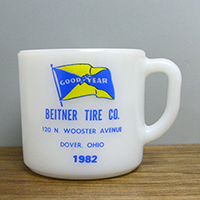 GOOD YEAR
BEITNER TIRE CO.
120 N WOOSTER AVENUE
DOVER, OHIO
1982